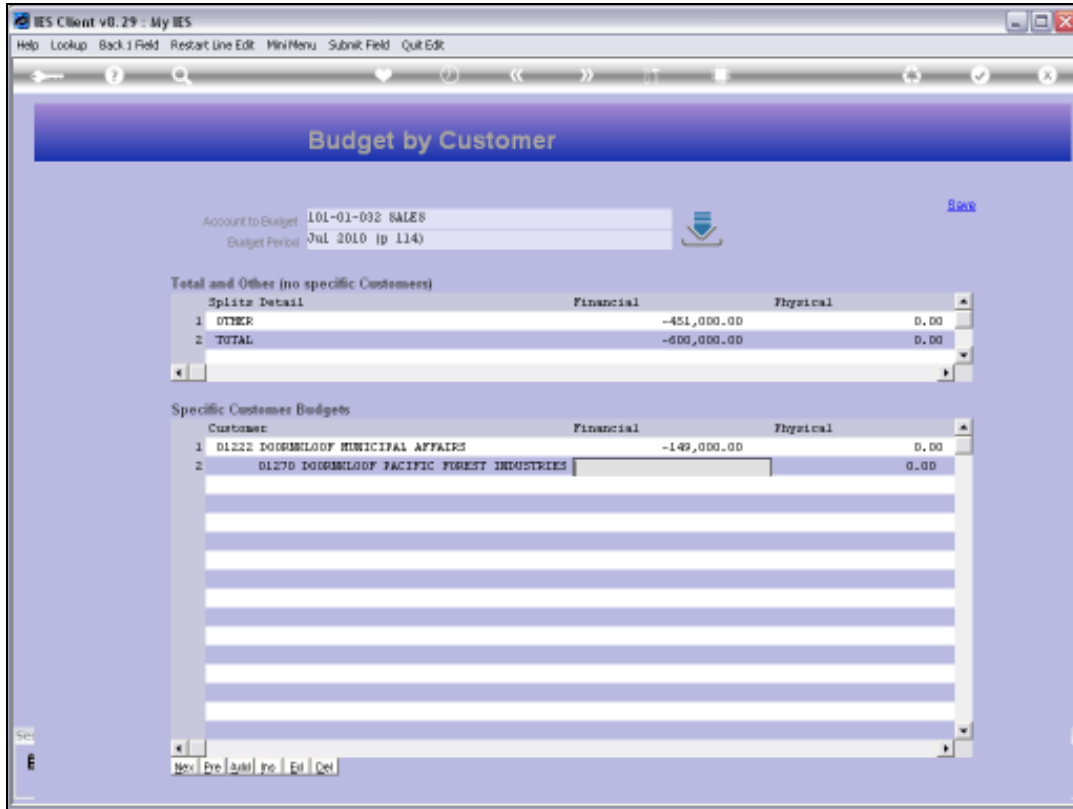 IES Client v8.29 : My IES
Help Lookup Back 1 Field Restart Line Edit MiniMenu Submit Field Quit Edit
Budget by Customer
Save
Account to Budget 101-01-032 SALES
Budget Period Jul 2010 (p 114)
Total and Other (no specific Customers)
Splits Detail Financial Physical
1 OTHER -451,000.00 0.00
2 TOTAL -600,000.00 0.00
Specific Customer Budgets
Customer Financial Physical
1 D1222 DOORNKLOOF MUNICIPAL AFFAIRS -149,000.00 0.00
2 D1270 DOORNKLOOF PACIFIC FOREST INDUSTRIES 0.00
Sei
Nex Pre Add Ins Ed Del